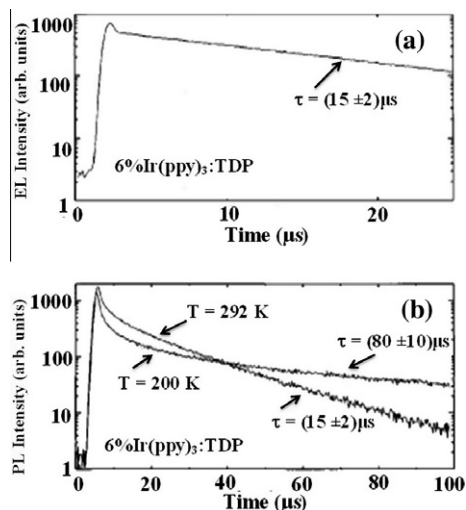 1000
100
10
1
EL Intensity (arb. units)
(a)
τ = (15 ±2)μs
6%Ir(ppy)₃:TDP
10
20
Time (μs)
1000
100
10
1
PL Intensity (arb. units)
(b)
T = 292 K
τ = (80 ±10)μs
T = 200 K
τ = (15 ±2)μs
6%Ir(ppy)₃:TDP
0
20
40
60
80
100
Time (μs)